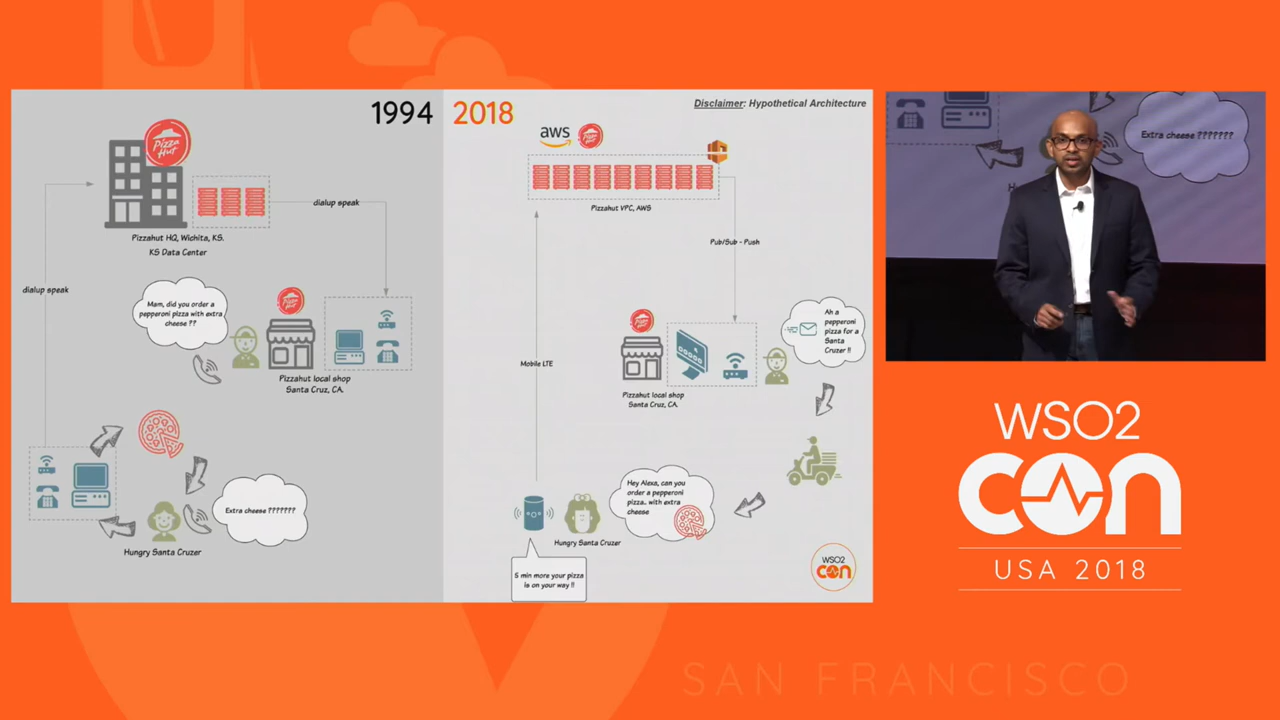 1994
Pizza
Hut
dialup speak
Pizzahut HQ, Wichita, KS.
KS Data Center
dialup speak
Mam, did you order a
pepperoni pizza with extra
cheese ??
Pizzahut local shop
Santa Cruz, CA.
Extra cheese ???????
Hungry Santa Cruzer
2018
Disclaimer: Hypothetical Architecture
aws
Pizzahut VPC, AWS
Pub/Sub - Push
Ah a
pepperoni
pizza for a
Santa
Cruzer !!
Mobile LTE
Pizzahut local shop
Santa Cruz, CA.
Hey Alexa, can you
order a pepperoni
pizza.. with extra
cheese
Hungry Santa Cruzer
5 min more your pizza
is on your way !!
WSO2
CON
Extra cheese ???????
H
WSO2
CON
USA 2018
SAN FRANCISCO